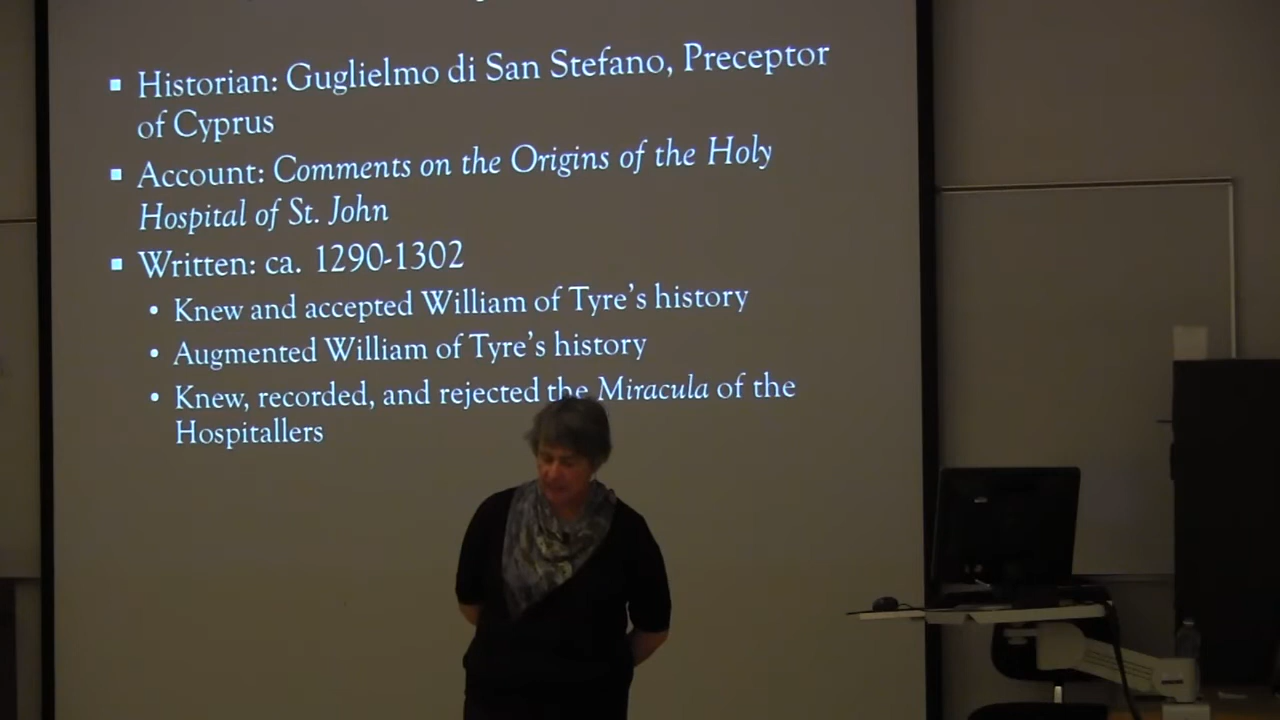 Historian: Guglielmo di San Stefano, Preceptor
of Cyprus
Account: Comments on the Origins of the Holy
Hospital of St. John
Written: ca. 1290-1302
Knew and accepted William of Tyre's history
Augmented William of Tyre's history
Knew, recorded, and rejected the Miracula of the
Hospitallers